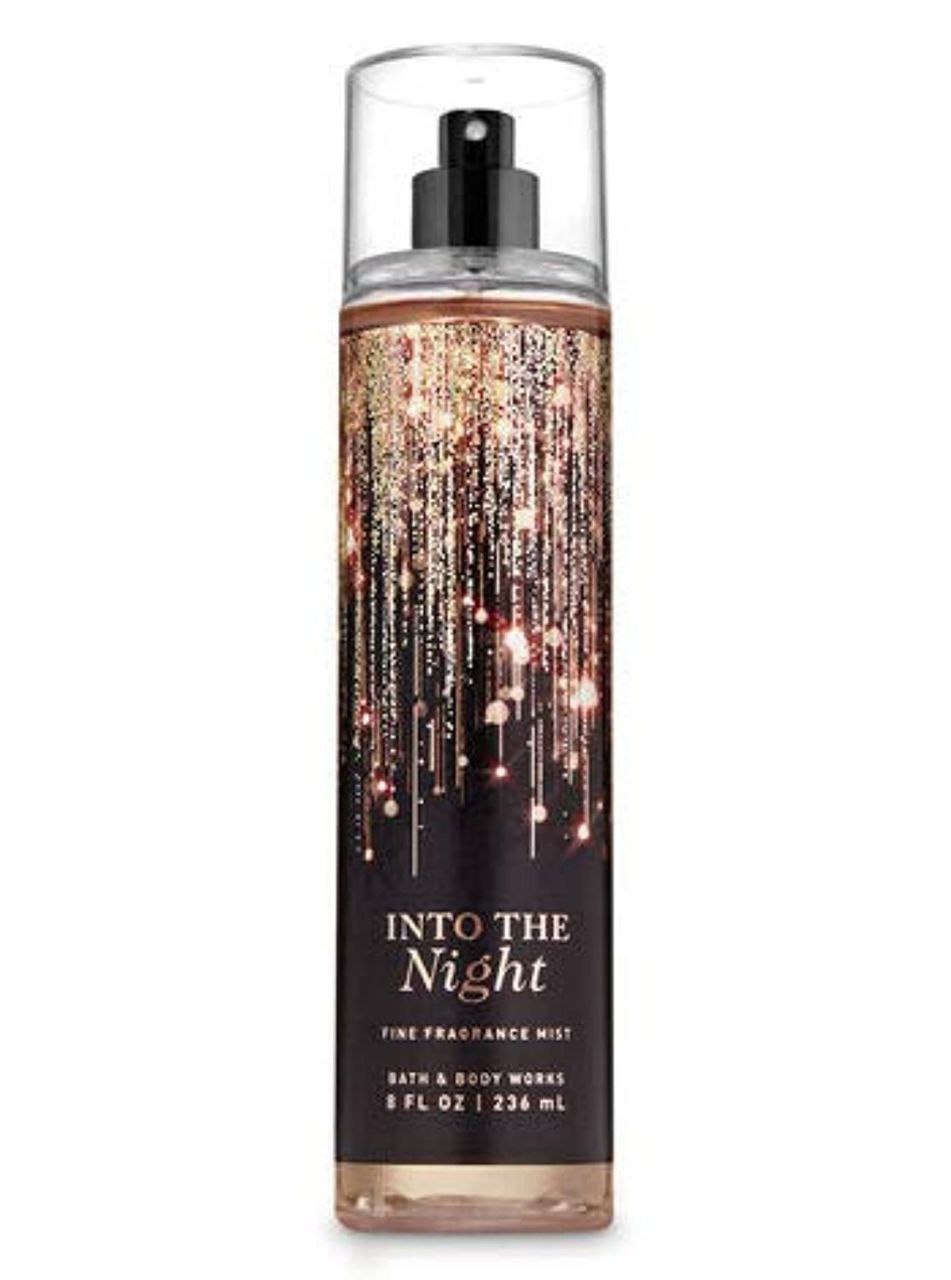 INTO THE
Night
FINE FRAGRANCE MIST
BATH & BODY WORKS
8 FL OZ | 236 mL